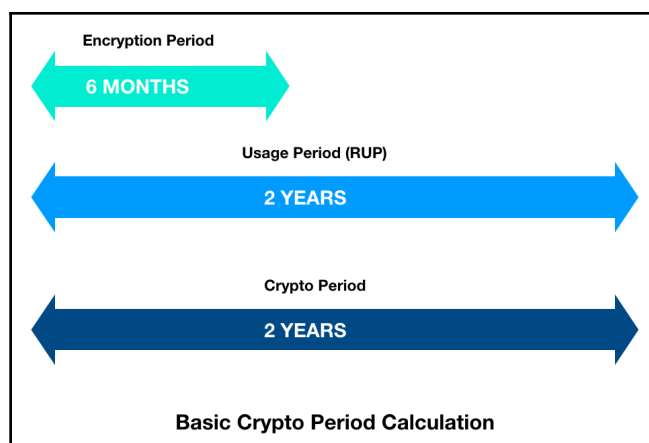 Encryption Period
6 MONTHS
Usage Period (RUP)
2 YEARS
Crypto Period
2 YEARS
Basic Crypto Period Calculation